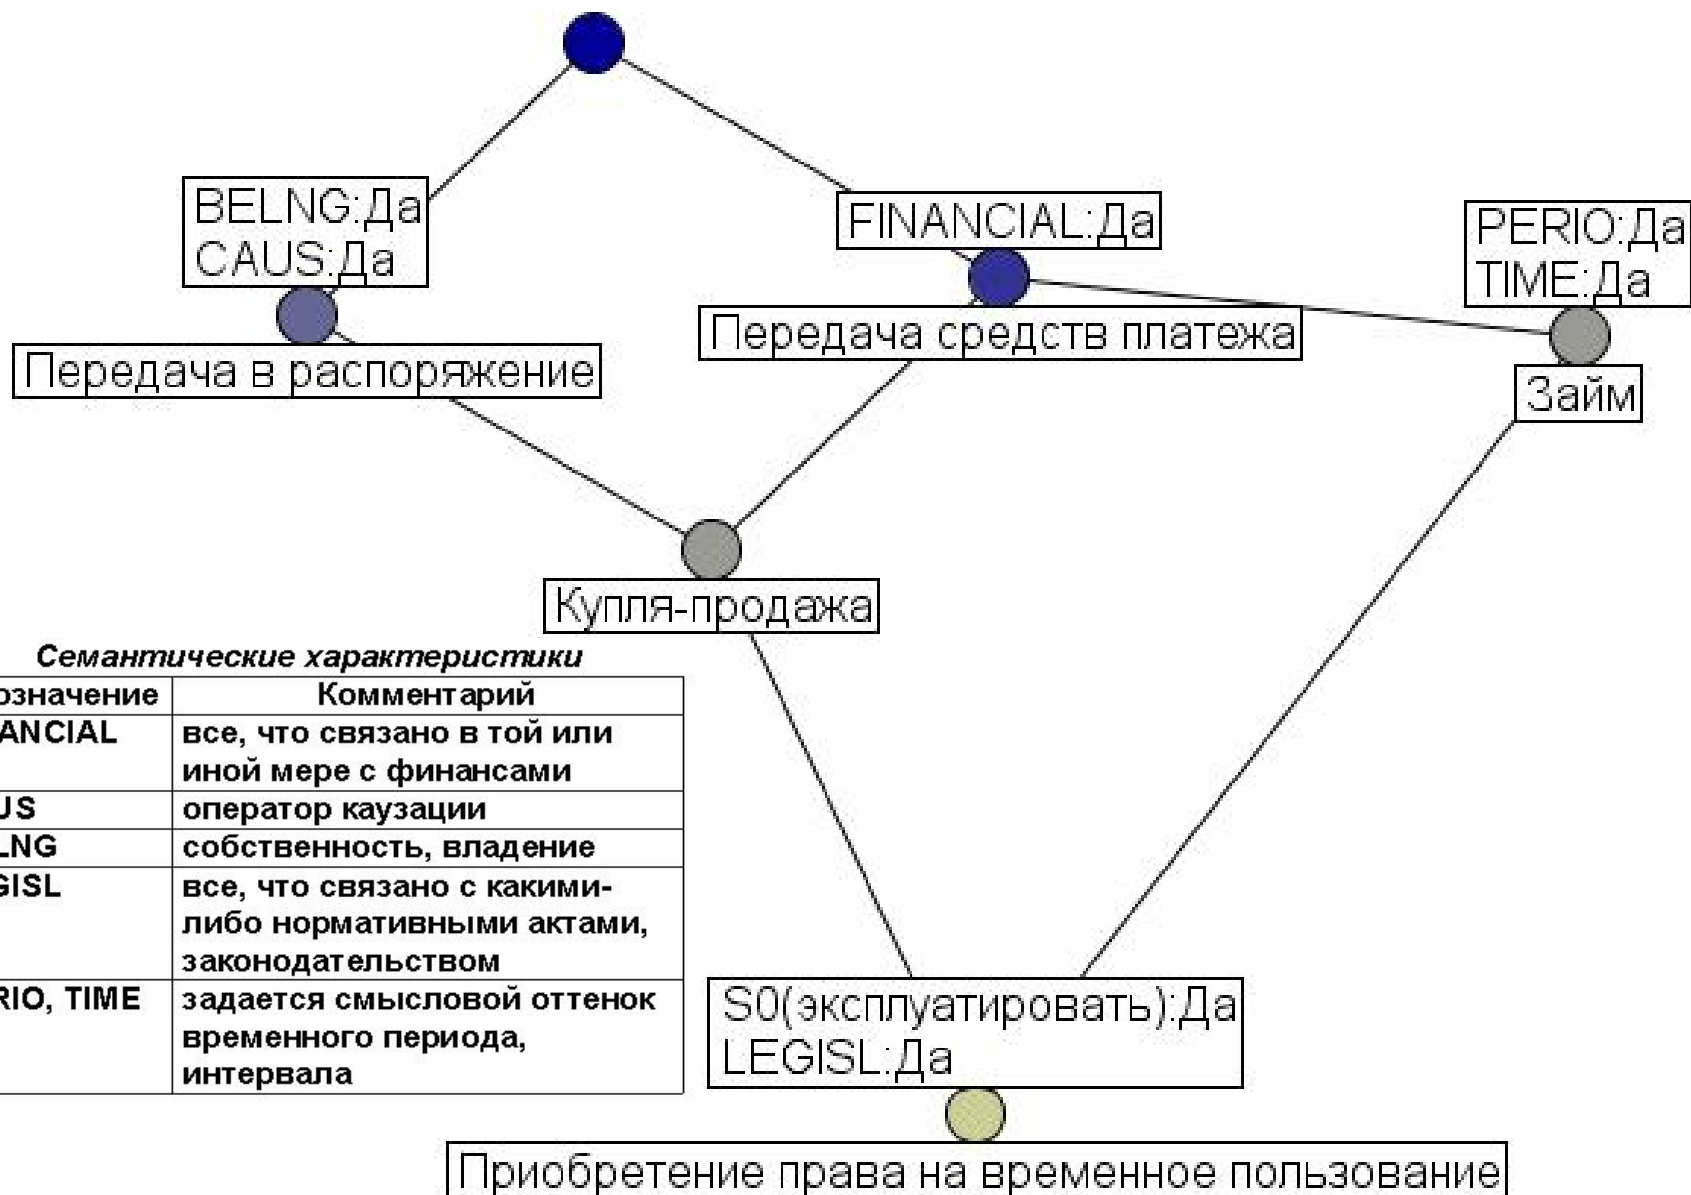 BELNG:Да
CAUS:Да
FINANCIAL:Да
PERIO:Да
TIME:Да
Передача в распоряжение
Передача средств платежа
Займ
Купля-продажа
Семантические характеристики
означение Комментарий
ANCIAL все, что связано в той или
иной мере с финансами
US оператор каузации
LNG собственность, владение
GISL все, что связано с какими-
либо нормативными актами,
законодательством
RIO, TIME задается смысловой оттенок
временного периода,
интервала
S0(эксплуатировать):Да
LEGISL:Да
Приобретение права на временное пользование